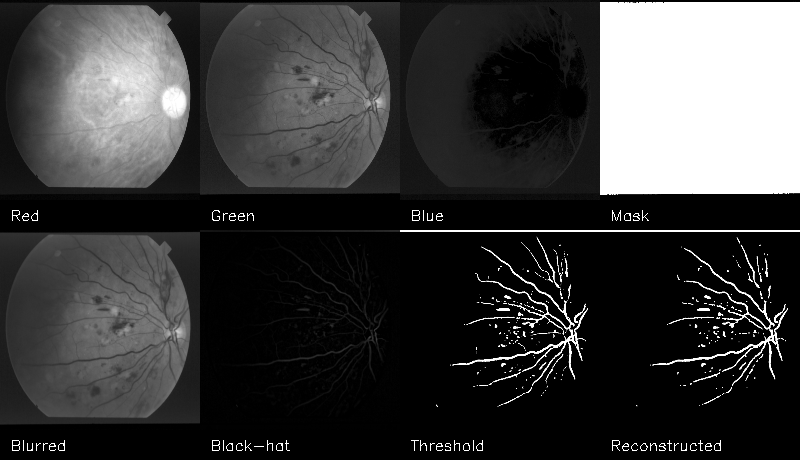 Red
Green
Blue
Mask
Blurred
Black-hat
Threshold
Reconstructed